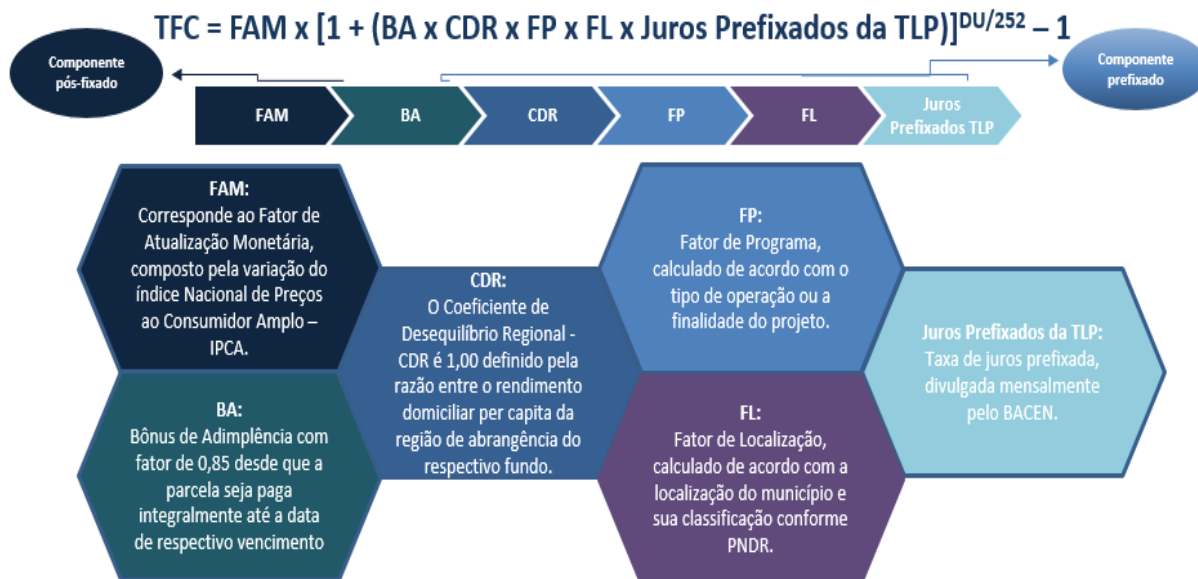 TFC = FAM x [1 + (BA x CDR x FP x FL x Juros Prefixados da TLP)]^DU/252 – 1
Componente
pós-fixado
Componente
prefixado
FAM
BA
CDR
FP
FL
Juros
Prefixados TLP
FAM:
Corresponde ao Fator de
Atualização Monetária,
composto pela variação do
índice Nacional de Preços
ao Consumidor Amplo –
IPCA.
BA:
Bônus de Adimplência com
fator de 0,85 desde que a
parcela seja paga
integralmente até a data
de respectivo vencimento
CDR:
O Coeficiente de
Desequilíbrio Regional -
CDR é 1,00 definido pela
razão entre o rendimento
domiciliar per capita da
região de abrangência do
respectivo fundo.
FP:
Fator de Programa,
calculado de acordo com o
tipo de operação ou a
finalidade do projeto.
FL:
Fator de Localização,
calculado de acordo com a
localização do município e
sua classificação conforme
PNDR.
Juros Prefixados da TLP:
Taxa de juros prefixada,
divulgada mensalmente
pelo BACEN.